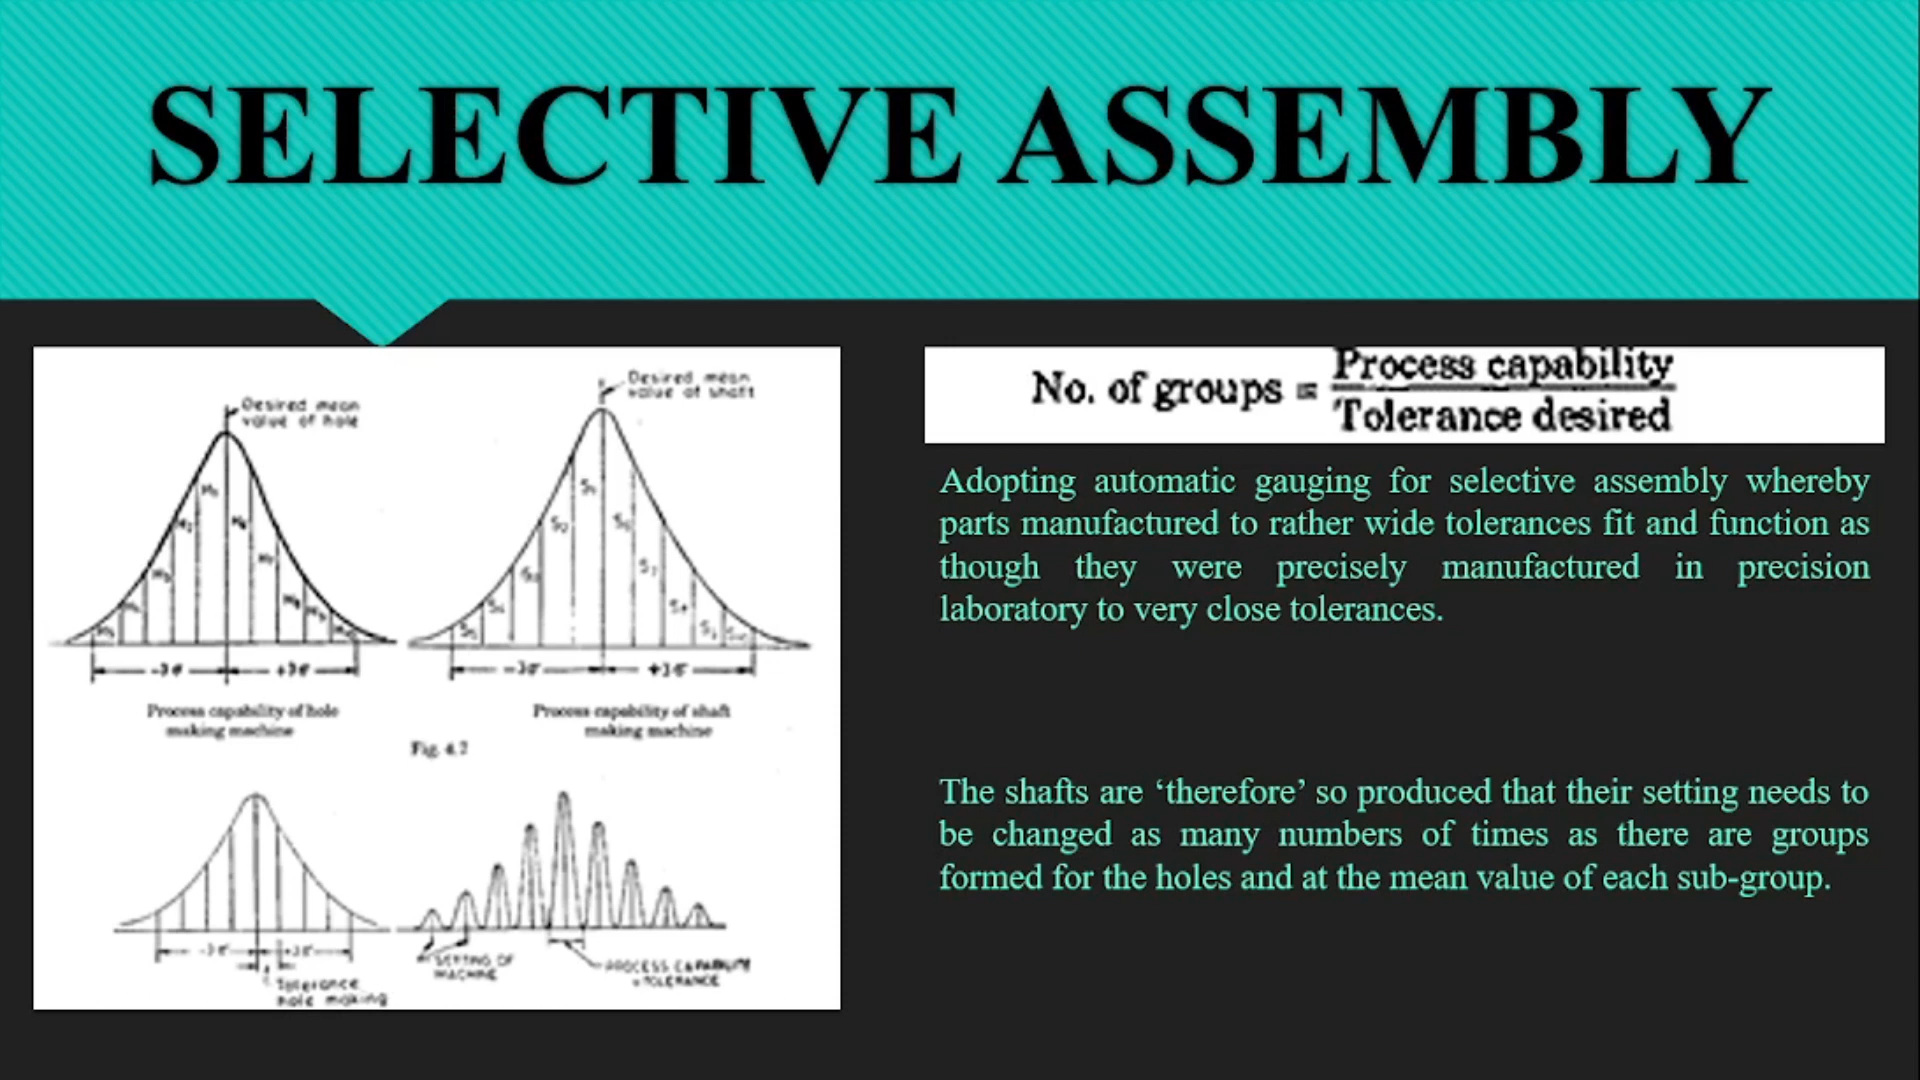 SELECTIVE ASSEMBLY
Desired mean
value of hole
Desired mean
value of shaft
-3σ +3σ
-3σ +3σ
Process capability of hole
making machine
Process capability of shaft
making machine
Fig. 4.2
SETTING OF
MACHINE
PROCESS CAPABILITY
= TOLERANCE
Tolerance
hole making
No. of groups = Process capability
Tolerance desired
Adopting automatic gauging for selective assembly whereby
parts manufactured to rather wide tolerances fit and function as
though they were precisely manufactured in precision
laboratory to very close tolerances.
The shafts are ‘therefore’ so produced that their setting needs to
be changed as many numbers of times as there are groups
formed for the holes and at the mean value of each sub-group.